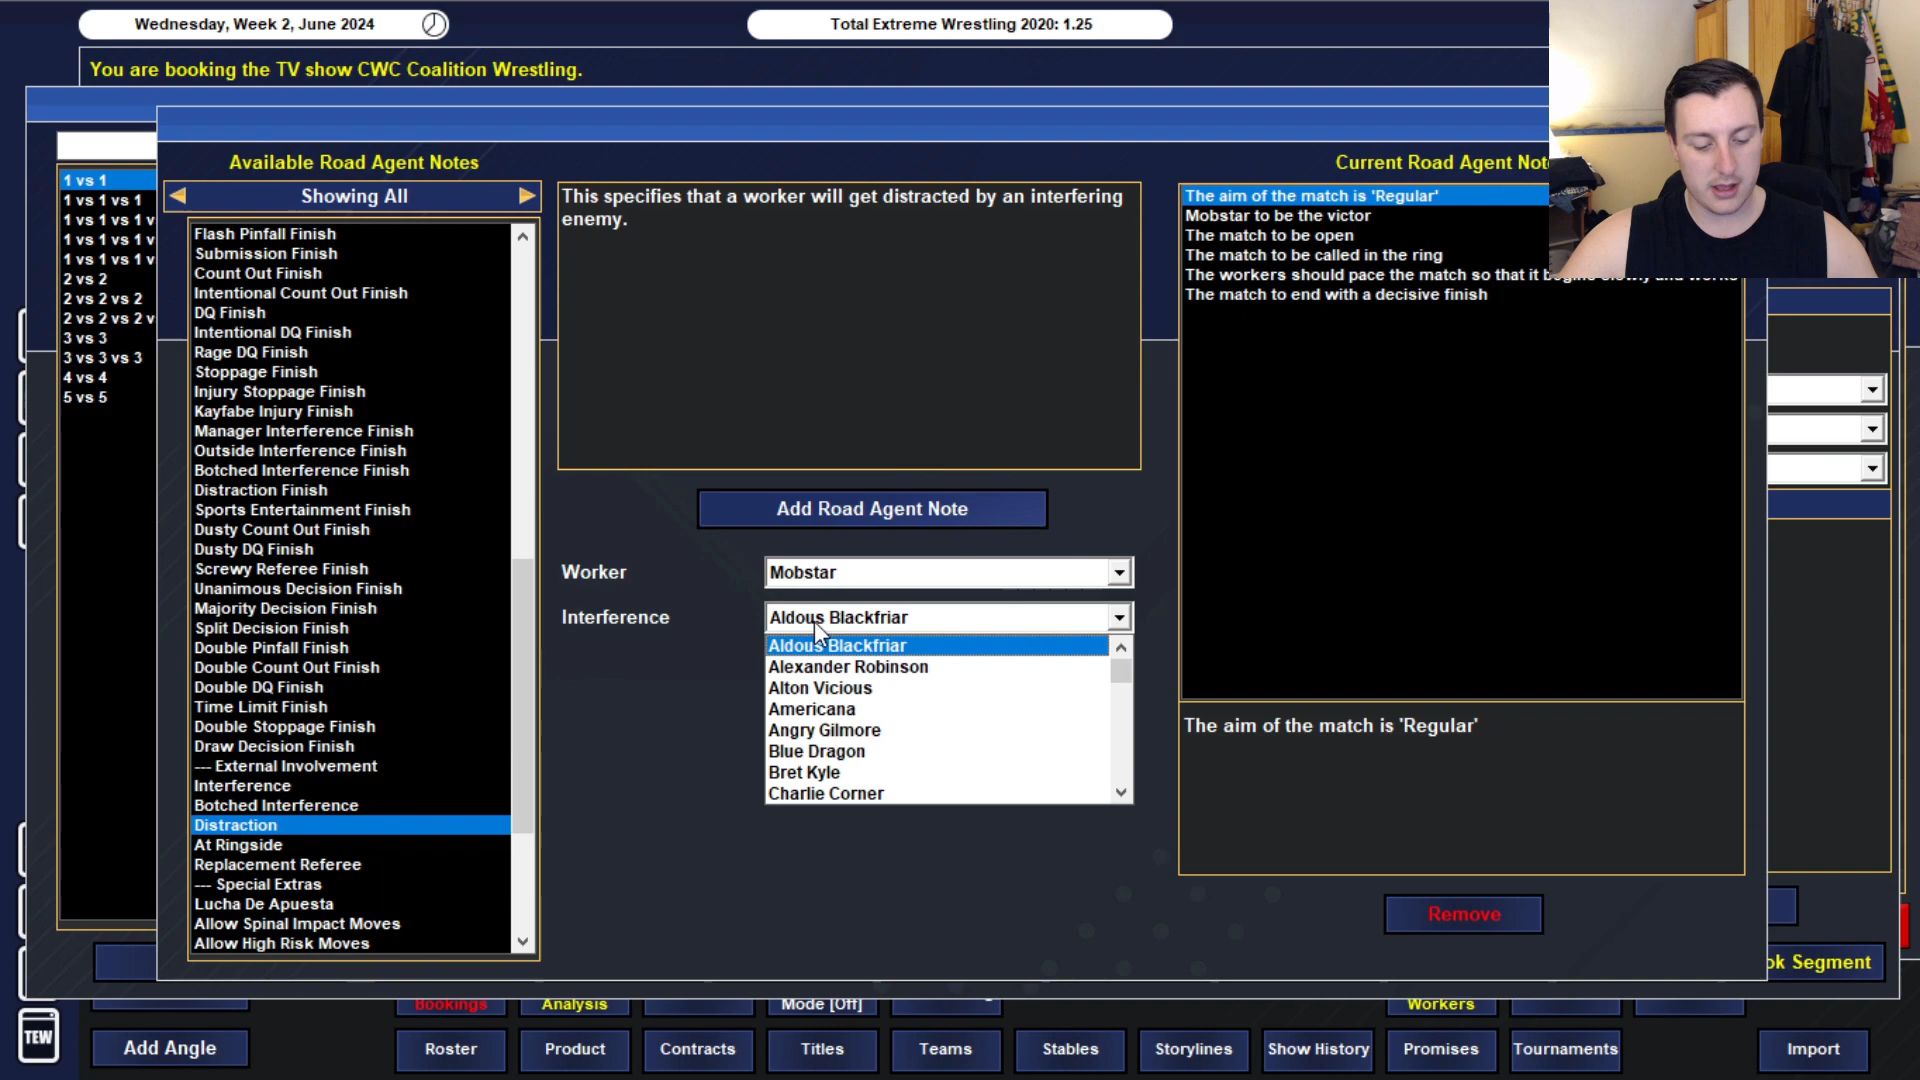 Wednesday, Week 2, June 2024
Total Extreme Wrestling 2020: 1.25
You are booking the TV show CWC Coalition Wrestling.
Available Road Agent Notes
Showing All
1 vs 1
1 vs 1 vs 1
1 vs 1 vs 1 v
1 vs 1 vs 1 v
1 vs 1 vs 1 v
2 vs 2
2 vs 2 vs 2
2 vs 2 vs 2 v
3 vs 3
3 vs 3 vs 3
4 vs 4
5 vs 5
Flash Pinfall Finish
Submission Finish
Count Out Finish
Intentional Count Out Finish
DQ Finish
Intentional DQ Finish
Rage DQ Finish
Stoppage Finish
Injury Stoppage Finish
Kayfabe Injury Finish
Manager Interference Finish
Outside Interference Finish
Botched Interference Finish
Distraction Finish
Sports Entertainment Finish
Dusty Count Out Finish
Dusty DQ Finish
Screwy Referee Finish
Unanimous Decision Finish
Majority Decision Finish
Split Decision Finish
Double Pinfall Finish
Double Count Out Finish
Double DQ Finish
Time Limit Finish
Double Stoppage Finish
Draw Decision Finish
--- External Involvement
Interference
Botched Interference
Distraction
At Ringside
Replacement Referee
--- Special Extras
Lucha De Apuesta
Allow Spinal Impact Moves
Allow High Risk Moves
This specifies that a worker will get distracted by an interfering
enemy.
Add Road Agent Note
Worker
Mobstar
Interference
Aldous Blackfriar
Aldous Blackfriar
Alexander Robinson
Alton Vicious
Americana
Angry Gilmore
Blue Dragon
Bret Kyle
Charlie Corner
Current Road Agent Not
The aim of the match is 'Regular'
Mobstar to be the victor
The match to be open
The match to be called in the ring
The workers should pace the match so that it begins slowly and works
The match to end with a decisive finish
The aim of the match is 'Regular'
Remove
ok Segment
Bookings
Analysis
Mode [Off]
Workers
TEW
Add Angle
Roster
Product
Contracts
Titles
Teams
Stables
Storylines
Show History
Promises
Tournaments
Import